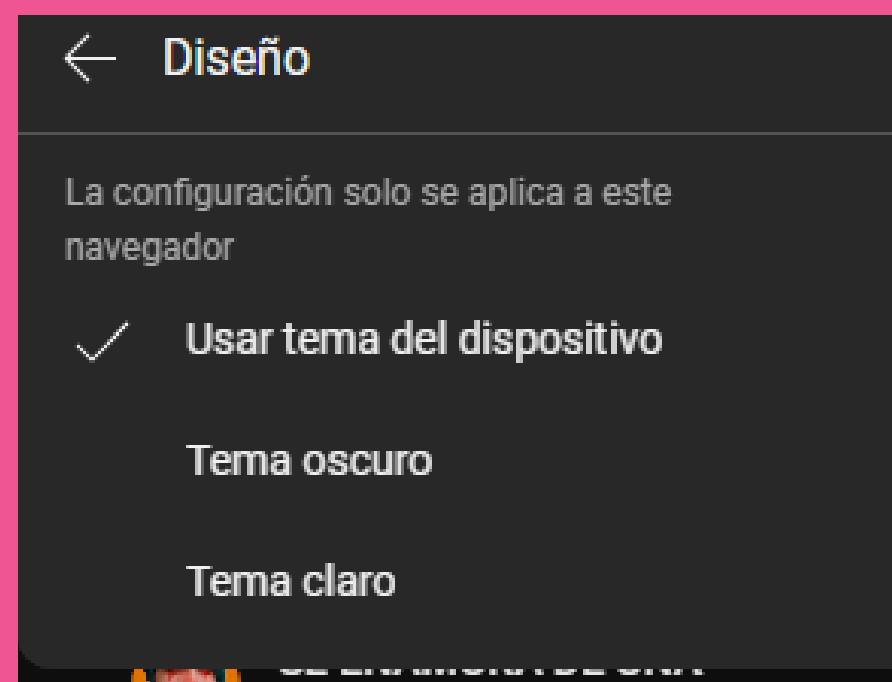 Diseño
La configuración solo se aplica a este
navegador
Usar tema del dispositivo
Tema oscuro
Tema claro